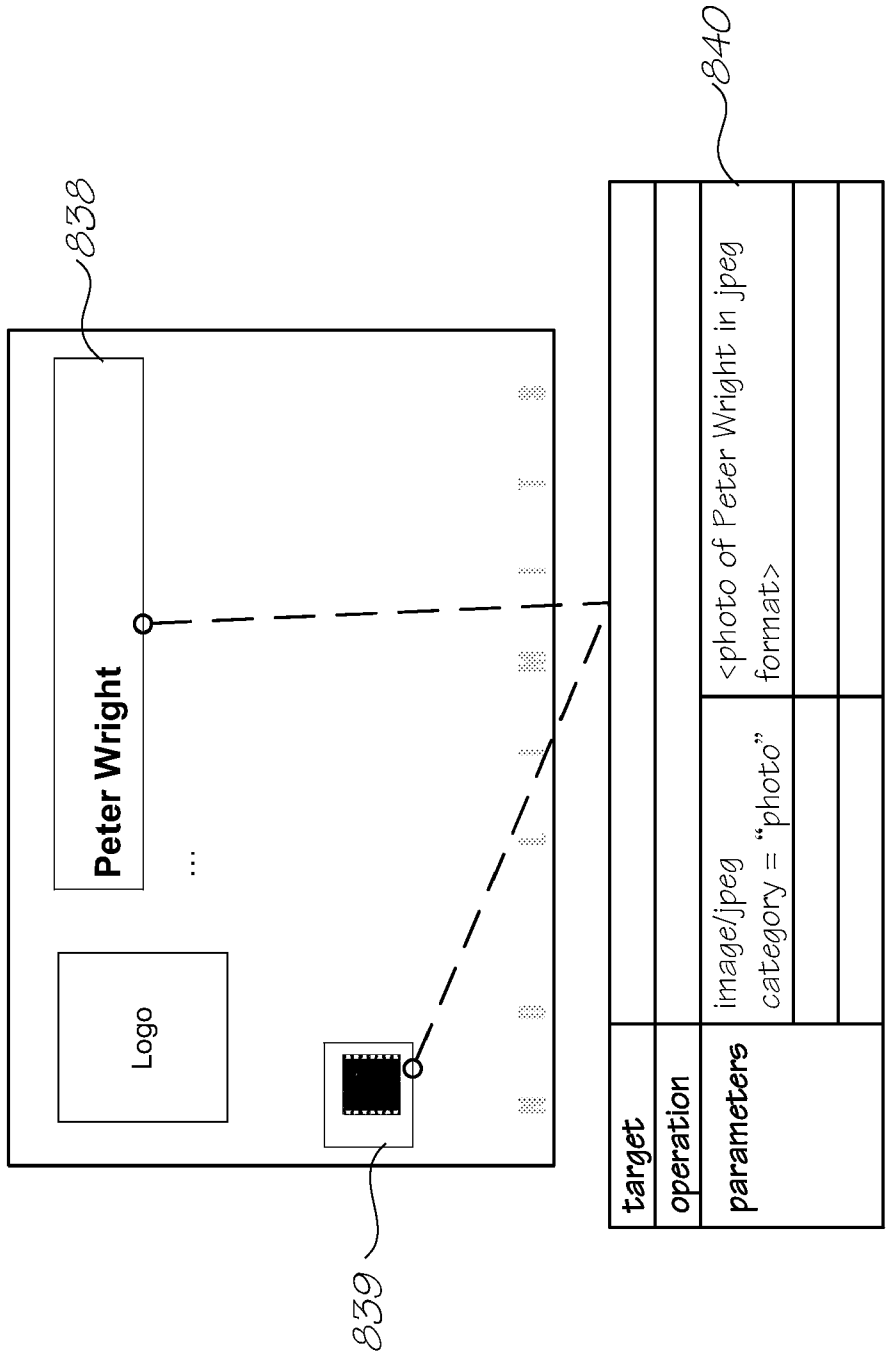 838
Peter Wright
Logo
...
839
N O L I M I T S
target
operation
parameters
image/jpeg
category = “photo”
<photo of Peter Wright in jpeg
format>
840